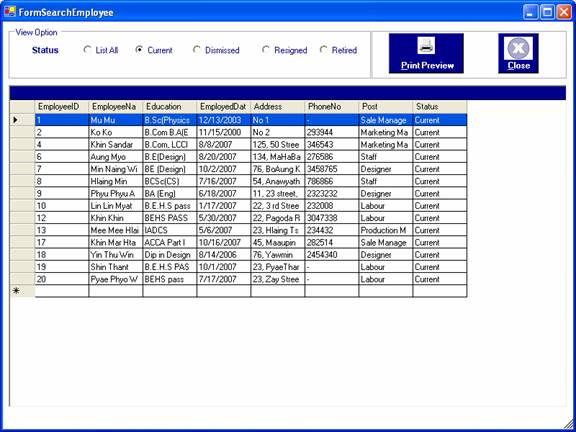 FormSearchEmployee
View Option
Status List All Current Dismissed Resigned Retired
Print Preview
Close
EmployeeID EmployeeNa Education EmployedDat Address PhoneNo Post Status
1 Mu Mu B.Sc(Physics 12/13/2003 No 1 - Sale Manage Current
2 Ko Ko B.Com B.A(E 11/15/2000 No 2 293944 Marketing Ma Current
4 Khin Sandar B.Com, LCCI 8/8/2007 125, 50 Stree 346543 Marketing Ma Current
6 Aung Myo B.E(Design) 8/20/2007 134, MaHaBa 276586 Staff Current
7 Min Naing Wi BE (Design) 10/2/2007 76, BoAung K 3458765 Designer Current
8 Hlaing Min BCSc(CS) 7/16/2007 54, Anawyath 786866 Staff Current
9 Phyu Phyu A BA (Eng) 6/18/2007 11, 23 street, 2323232 Designer Current
10 Lin Lin Myat B.E.H.S pass 1/17/2007 22, 3 rd Stree 232008 Labour Current
12 Khin Khin BEHS PASS 5/30/2007 22, Pagoda R 3047338 Labour Current
13 Mee Mee Hlai IADCS 5/6/2007 23, Hlaing Ts 234432 Production M Current
17 Khin Mar Hta ACCA Part I 10/16/2007 45, Maaupin 282514 Sale Manage Current
18 Yin Thu Win Dip in Design 8/14/2006 76, Yawmin 2454340 Designer Current
19 Shin Thant B.E.H.S PAS 10/1/2007 23, PyaeThar - Labour Current
20 Pyae Phyo W BEHS pass 7/17/2007 23, Zay Stree - Labour Current